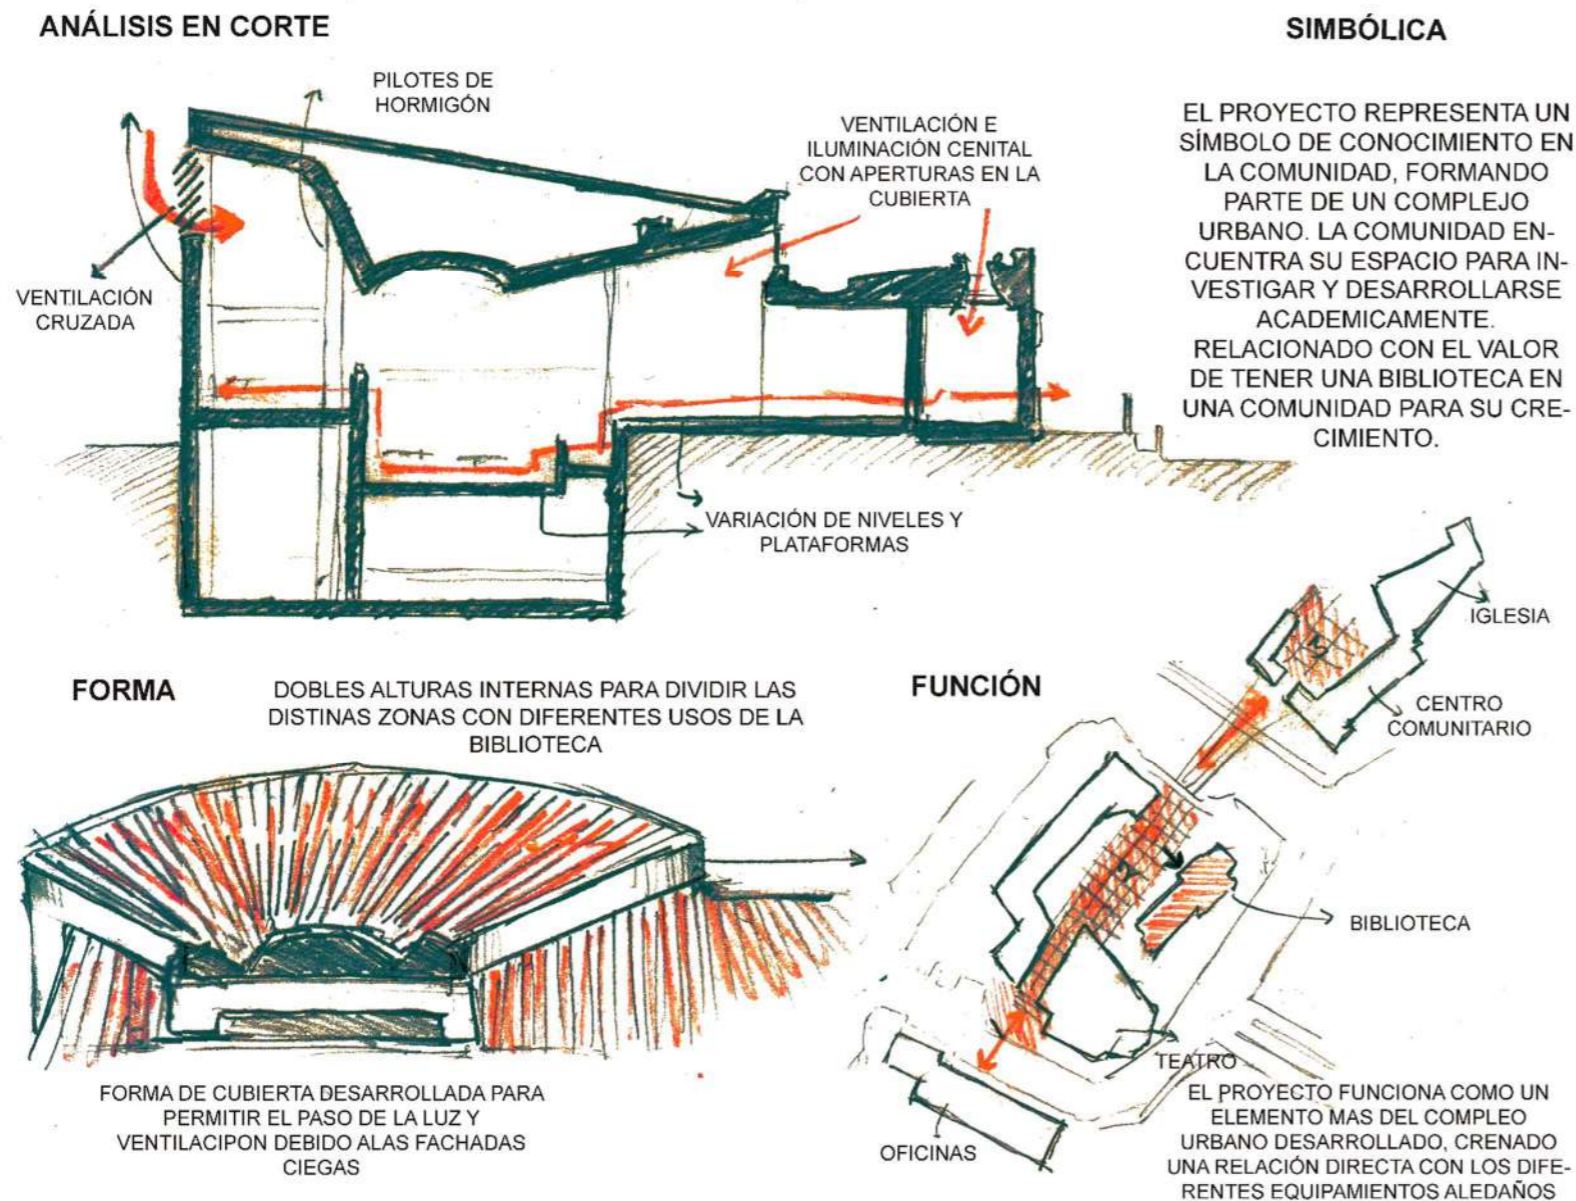 ANÁLISIS EN CORTE
PILOTES DE
HORMIGÓN
VENTILACIÓN E
ILUMINACIÓN CENITAL
CON APERTURAS EN LA
CUBIERTA
VENTILACIÓN
CRUZADA
VARIACIÓN DE NIVELES Y
PLATAFORMAS
SIMBÓLICA
EL PROYECTO REPRESENTA UN
SÍMBOLO DE CONOCIMIENTO EN
LA COMUNIDAD, FORMANDO
PARTE DE UN COMPLEJO
URBANO. LA COMUNIDAD EN-
CUENTRA SU ESPACIO PARA IN-
VESTIGAR Y DESARROLLARSE
ACADEMICAMENTE.
RELACIONADO CON EL VALOR
DE TENER UNA BIBLIOTECA EN
UNA COMUNIDAD PARA SU CRE-
CIMIENTO.
FORMA
DOBLES ALTURAS INTERNAS PARA DIVIDIR LAS
DISTINAS ZONAS CON DIFERENTES USOS DE LA
BIBLIOTECA
FORMA DE CUBIERTA DESARROLLADA PARA
PERMITIR EL PASO DE LA LUZ Y
VENTILACIPON DEBIDO ALAS FACHADAS
CIEGAS
FUNCIÓN
IGLESIA
CENTRO
COMUNITARIO
BIBLIOTECA
TEATRO
OFICINAS
EL PROYECTO FUNCIONA COMO UN
ELEMENTO MAS DEL COMPLEO
URBANO DESARROLLADO, CRENADO
UNA RELACIÓN DIRECTA CON LOS DIFE-
RENTES EQUIPAMIENTOS ALEDAÑOS